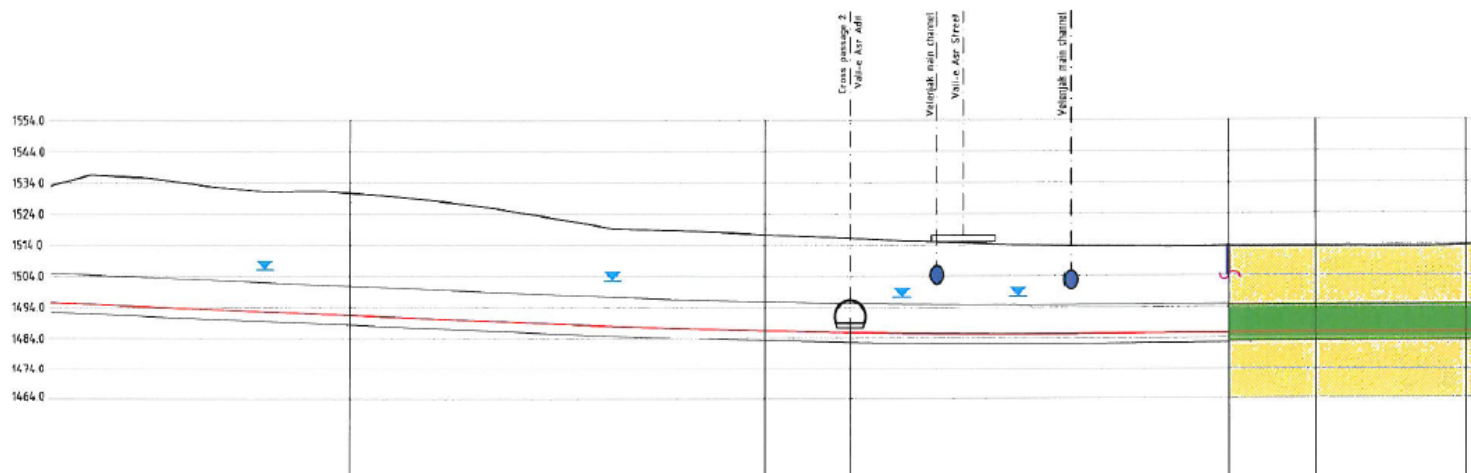 Cross passage 2
Vali-e Asr Adit
Velenjak main channel
Vali-e Asr Street
Velenjak main channel
1554.0
1544.0
1534.0
1524.0
1514.0
1504.0
1494.0
1484.0
1474.0
1464.0